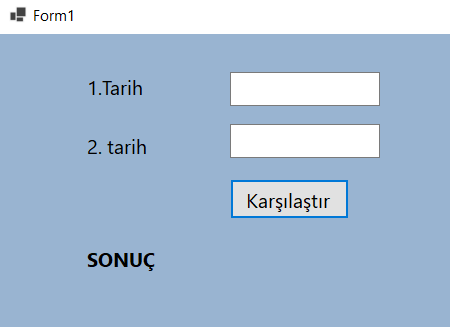 Form1
1.Tarih
2. tarih
Karşılaştır
SONUÇ